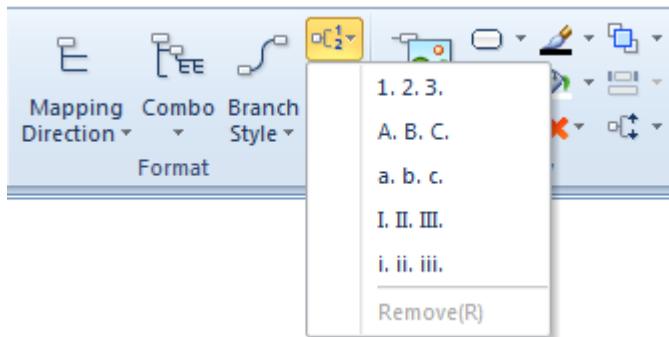 Mapping Direction
Combo
Branch Style
Format
1. 2. 3.
A. B. C.
a. b. c.
I. II. III.
i. ii. iii.
Remove(R)